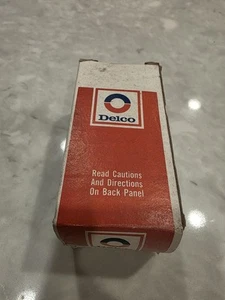 Delco
Read Cautions
And Directions
On Back Panel